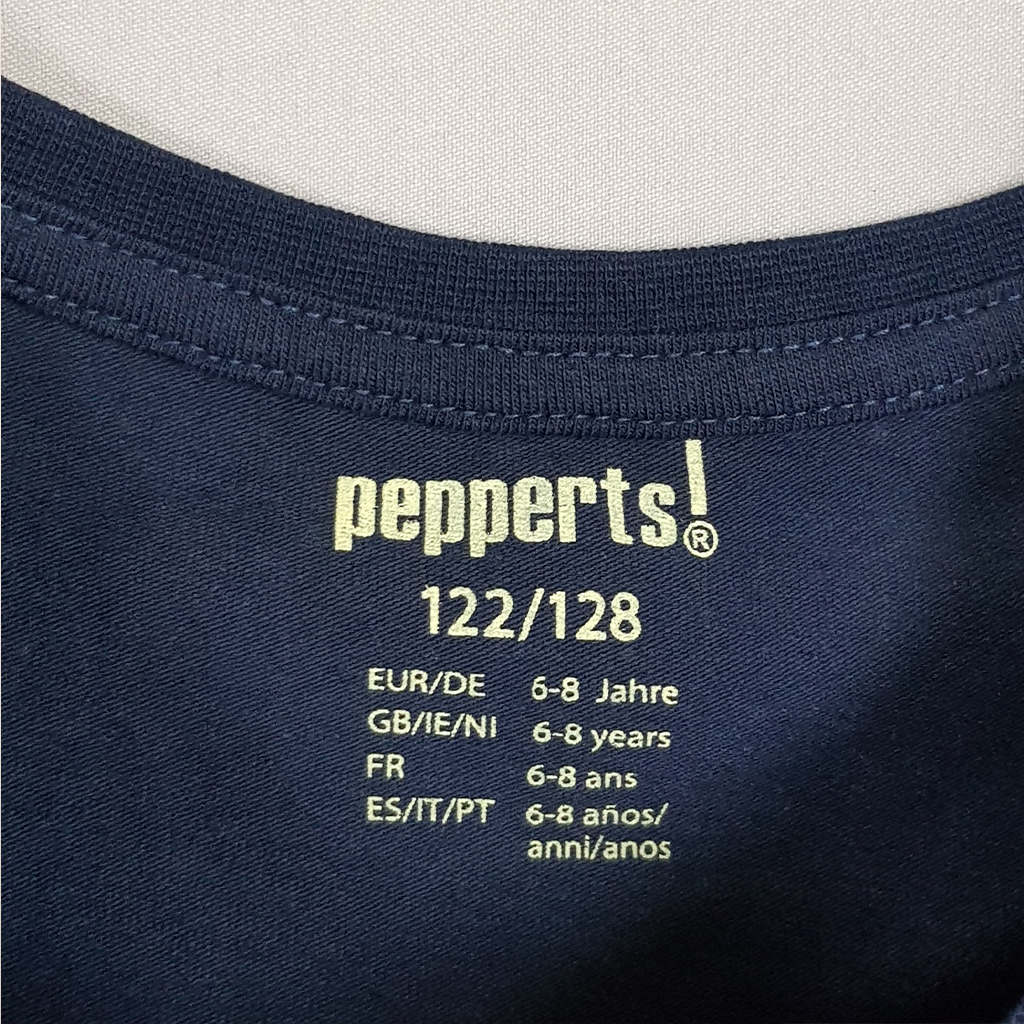 pepperts!®
122/128
EUR/DE 6-8 Jahre
GB/IE/NI 6-8 years
FR 6-8 ans
ES/IT/PT 6-8 años/
anni/anos